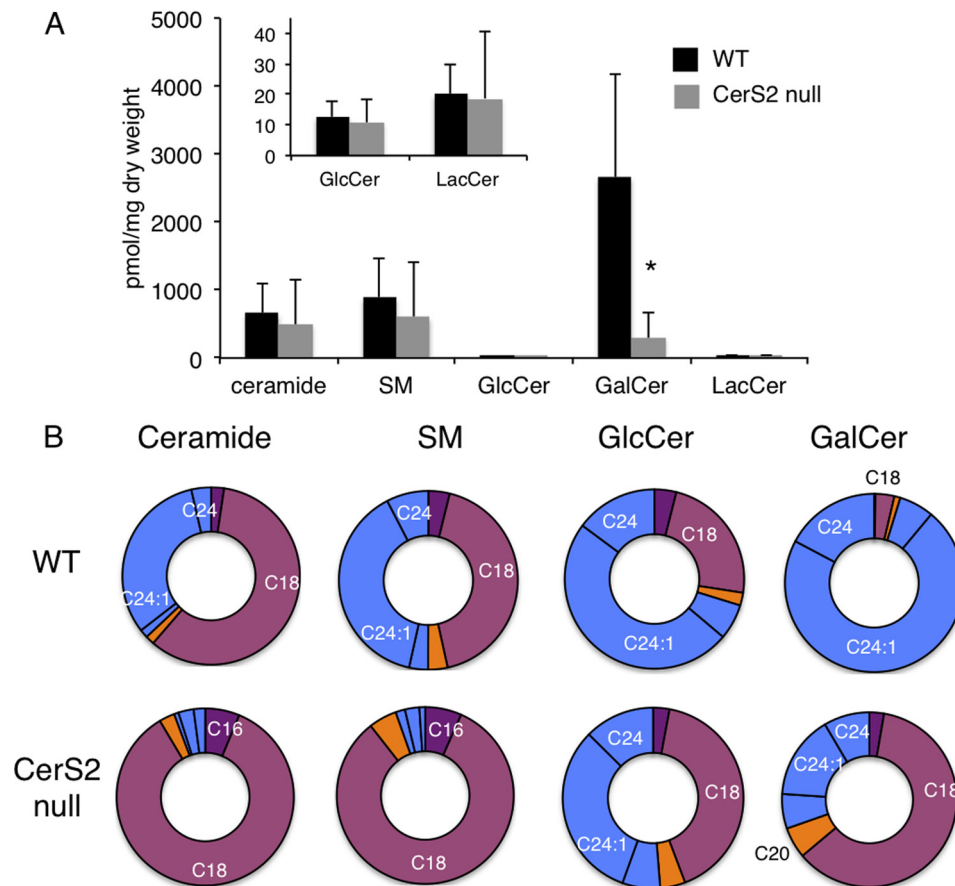 A
5000
4000
3000
2000
1000
0
pmol/mg dry weight
40
30
20
10
0
GlcCer LacCer
WT
CerS2 null
*
ceramide SM GlcCer GalCer LacCer
B Ceramide SM GlcCer GalCer
WT
C24 C18 C24:1
C24 C18 C24:1
C24 C18 C24:1
C18 C24 C24:1
CerS2
null
C16 C18
C16 C18
C24 C18 C24:1
C24 C24:1 C18 C20